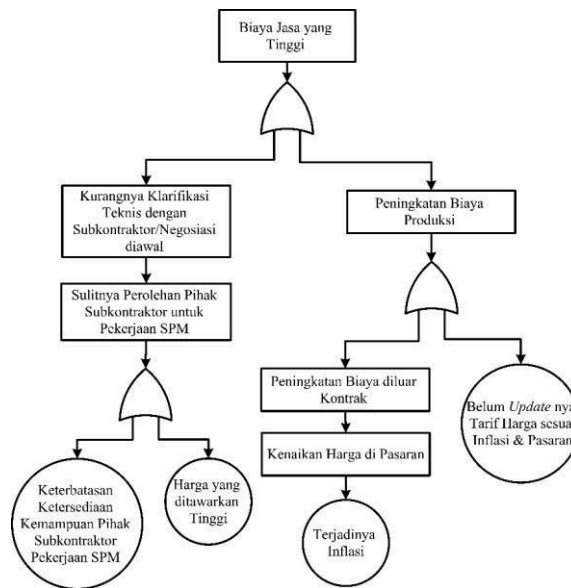 Biaya Jasa yang
Tinggi
Kurangnya Klarifikasi
Teknis dengan
Subkontraktor/Negosiasi
diawal
Peningkatan Biaya
Produksi
Sulitnya Perolehan Pihak
Subkontraktor untuk
Pekerjaan SPM
Peningkatan Biaya diluar
Kontrak
Belum Update nya
Tarif Harga sesuai
Inflasi & Pasaran
Kenaikan Harga di Pasaran
Keterbatasan
Ketersediaan
Kemampuan Pihak
Subkontraktor
Pekerjaan SPM
Harga yang
ditawarkan
Tinggi
Terjadinya
Inflasi